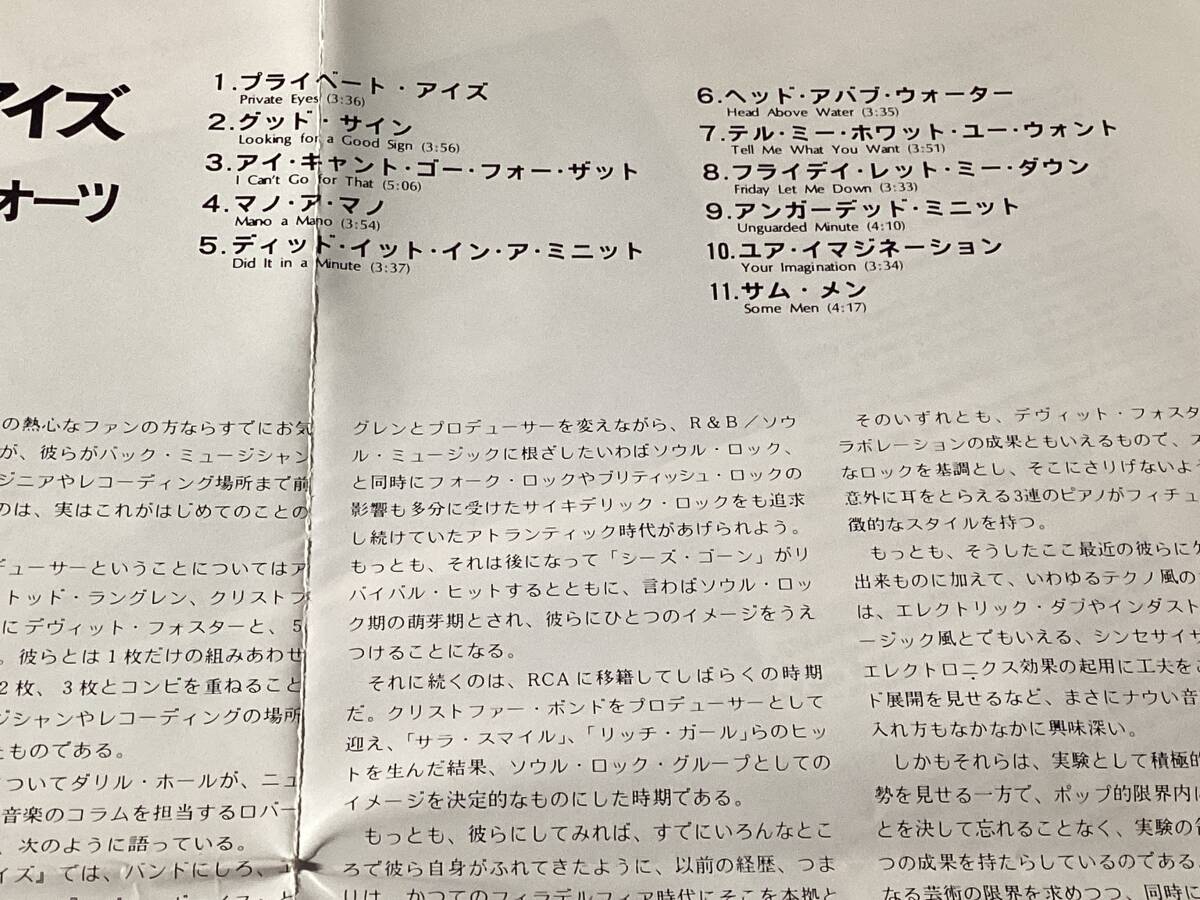 アイズ
ォーツ
1.プライベート・アイズ
Private Eyes (3:36)
2.グッド・サイン
Looking for a Good Sign (3:56)
3.アイ・キャント・ゴー・フォー・ザット
I Can't Go for That (5:06)
4.マノ・ア・マノ
Mano a Mano (3:54)
5.ディッド・イット・イン・ア・ミニット
Did It in a Minute (3:37)
6.ヘッド・アバブ・ウォーター
Head Above Water (3:35)
7.テル・ミー・ホワット・ユー・ウォント
Tell Me What You Want (3:51)
8.フライデイ・レット・ミー・ダウン
Friday Let Me Down (3:33)
9.アンガーデッド・ミニット
Unguarded Minute (4:10)
10.ユア・イマジネーション
Your Imagination (3:34)
11.サム・メン
Some Men (4:17)
の熱心なファンの方ならすでにお気
が、彼らがバック・ミュージシャン
ジニアやレコーディング場所まで前
のは、実はこれがはじめてのことの
デューサーということについてはア
トッド・ラングレン、クリストフ
にデヴィット・フォスターと、5
。彼らとは1枚だけの組みあわせ
2枚、3枚とコンビを重ねること
ジシャンやレコーディングの場所
たものである。
ついてダリル・ホールが、ニュ
音楽のコラムを担当するロバー
、次のように語っている。
イズ』では、バンドにしろ、エ
グレンとプロデューサーを変えながら、R&B/ソウ
ル・ミュージックに根ざしたいわばソウル・ロック、
と同時にフォーク・ロックやブリティッシュ・ロックの
影響も多分に受けたサイキデリック・ロックをも追求
し続けていたアトランティック時代があげられよう。
もっとも、それは後になって「シーズ・ゴーン」がリ
バイバル・ヒットするとともに、言わばソウル・ロッ
ク期の萌芽期とされ、彼らにひとつのイメージをうえ
つけることになる。
それに続くのは、RCAに移籍してしばらくの時期
だ。クリストファー・ボンドをプロデューサーとして
迎え、「サラ・スマイル」、「リッチ・ガール」らのヒッ
トを生んだ結果、ソウル・ロック・グループとしての
イメージを決定的なものにした時期である。
もっとも、彼らにしてみれば、すでにいろんなとこ
ろで彼ら自身がふれてきたように、以前の経歴、つま
りは、かつてのフィラデルフィア時代にそこを本拠と
そのいずれとも、デヴィット・フォスタ
ラボレーションの成果ともいえるもので、ス
なロックを基調とし、そこにさりげないよう
意外に耳をとらえる3連のピアノがフィチュ
徴的なスタイルを持つ。
もっとも、そうしたここ最近の彼らに欠
出来ものに加えて、いわゆるテクノ風の
は、エレクトリック・ダブやインダスト
ージック風とでもいえる、シンセサイザ
エレクトロニクス効果の起用に工夫をこ
ド展開を見せるなど、まさにナウい音
入れ方もなかなかに興味深い。
しかもそれらは、実験として積極的
勢を見せる一方で、ポップ的限界内に
とを決して忘れることなく、実験の範
つの成果を持たらしているのである
なる芸術の限界を求めつつ、同時に